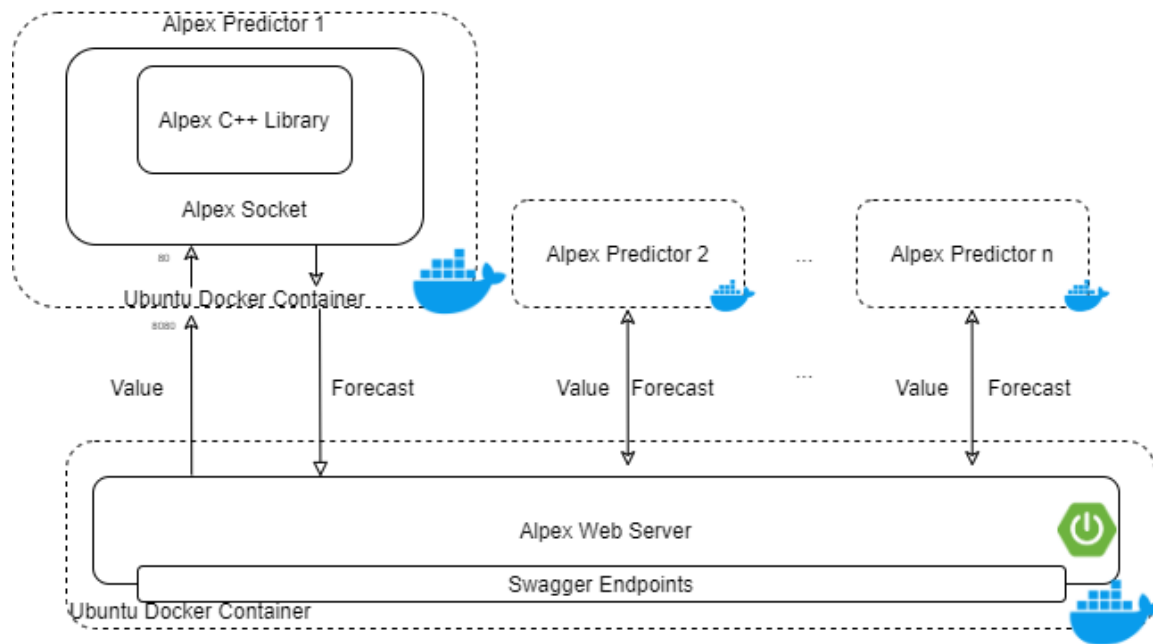 Alpex Predictor 1
Alpex C++ Library
Alpex Socket
80
Ubuntu Docker Container
8080
Value
Forecast
Alpex Predictor 2
...
Alpex Predictor n
Value
Forecast
...
Value
Forecast
Alpex Web Server
Swagger Endpoints
Ubuntu Docker Container